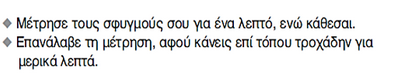 ❖ Μέτρησε τους σφυγμούς σου για ένα λεπτό, ενώ κάθεσαι.
❖ Επανάλαβε τη μέτρηση, αφού κάνεις επί τόπου τροχάδην για
μερικά λεπτά.